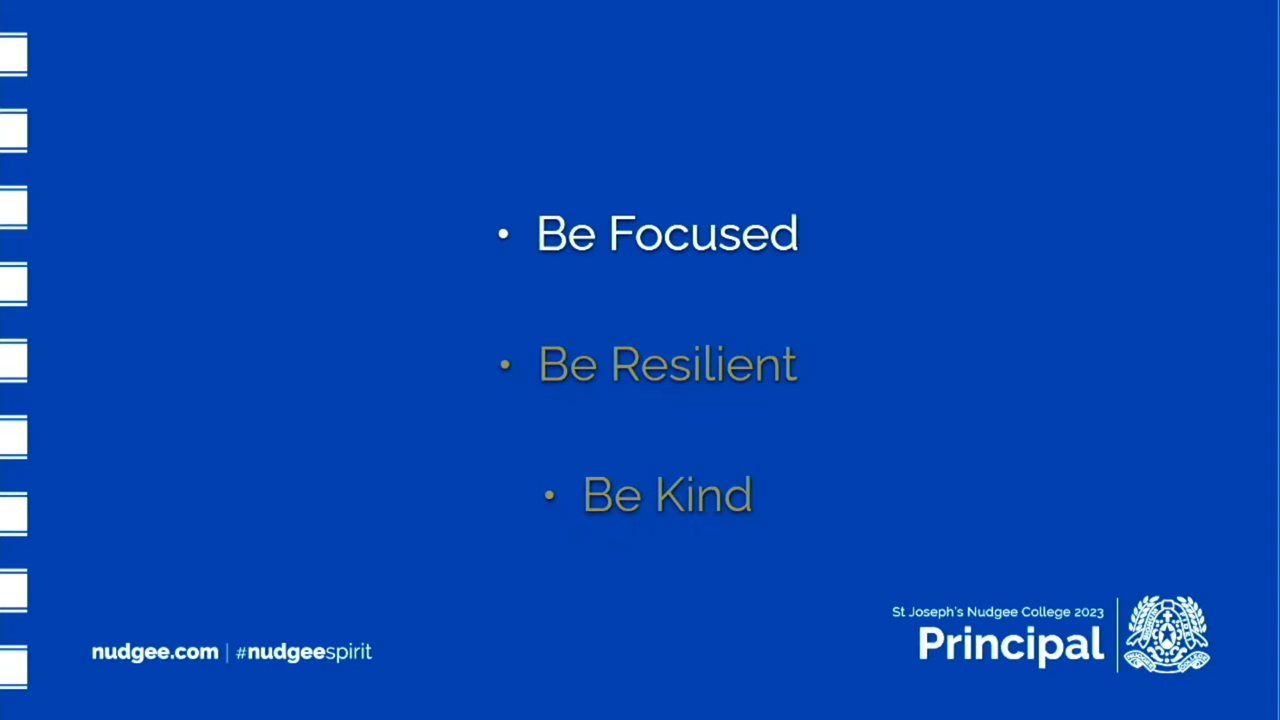 • Be Focused
• Be Resilient
• Be Kind
St Joseph's Nudgee College 2023
Principal
nudgee.com | #nudgeespirit